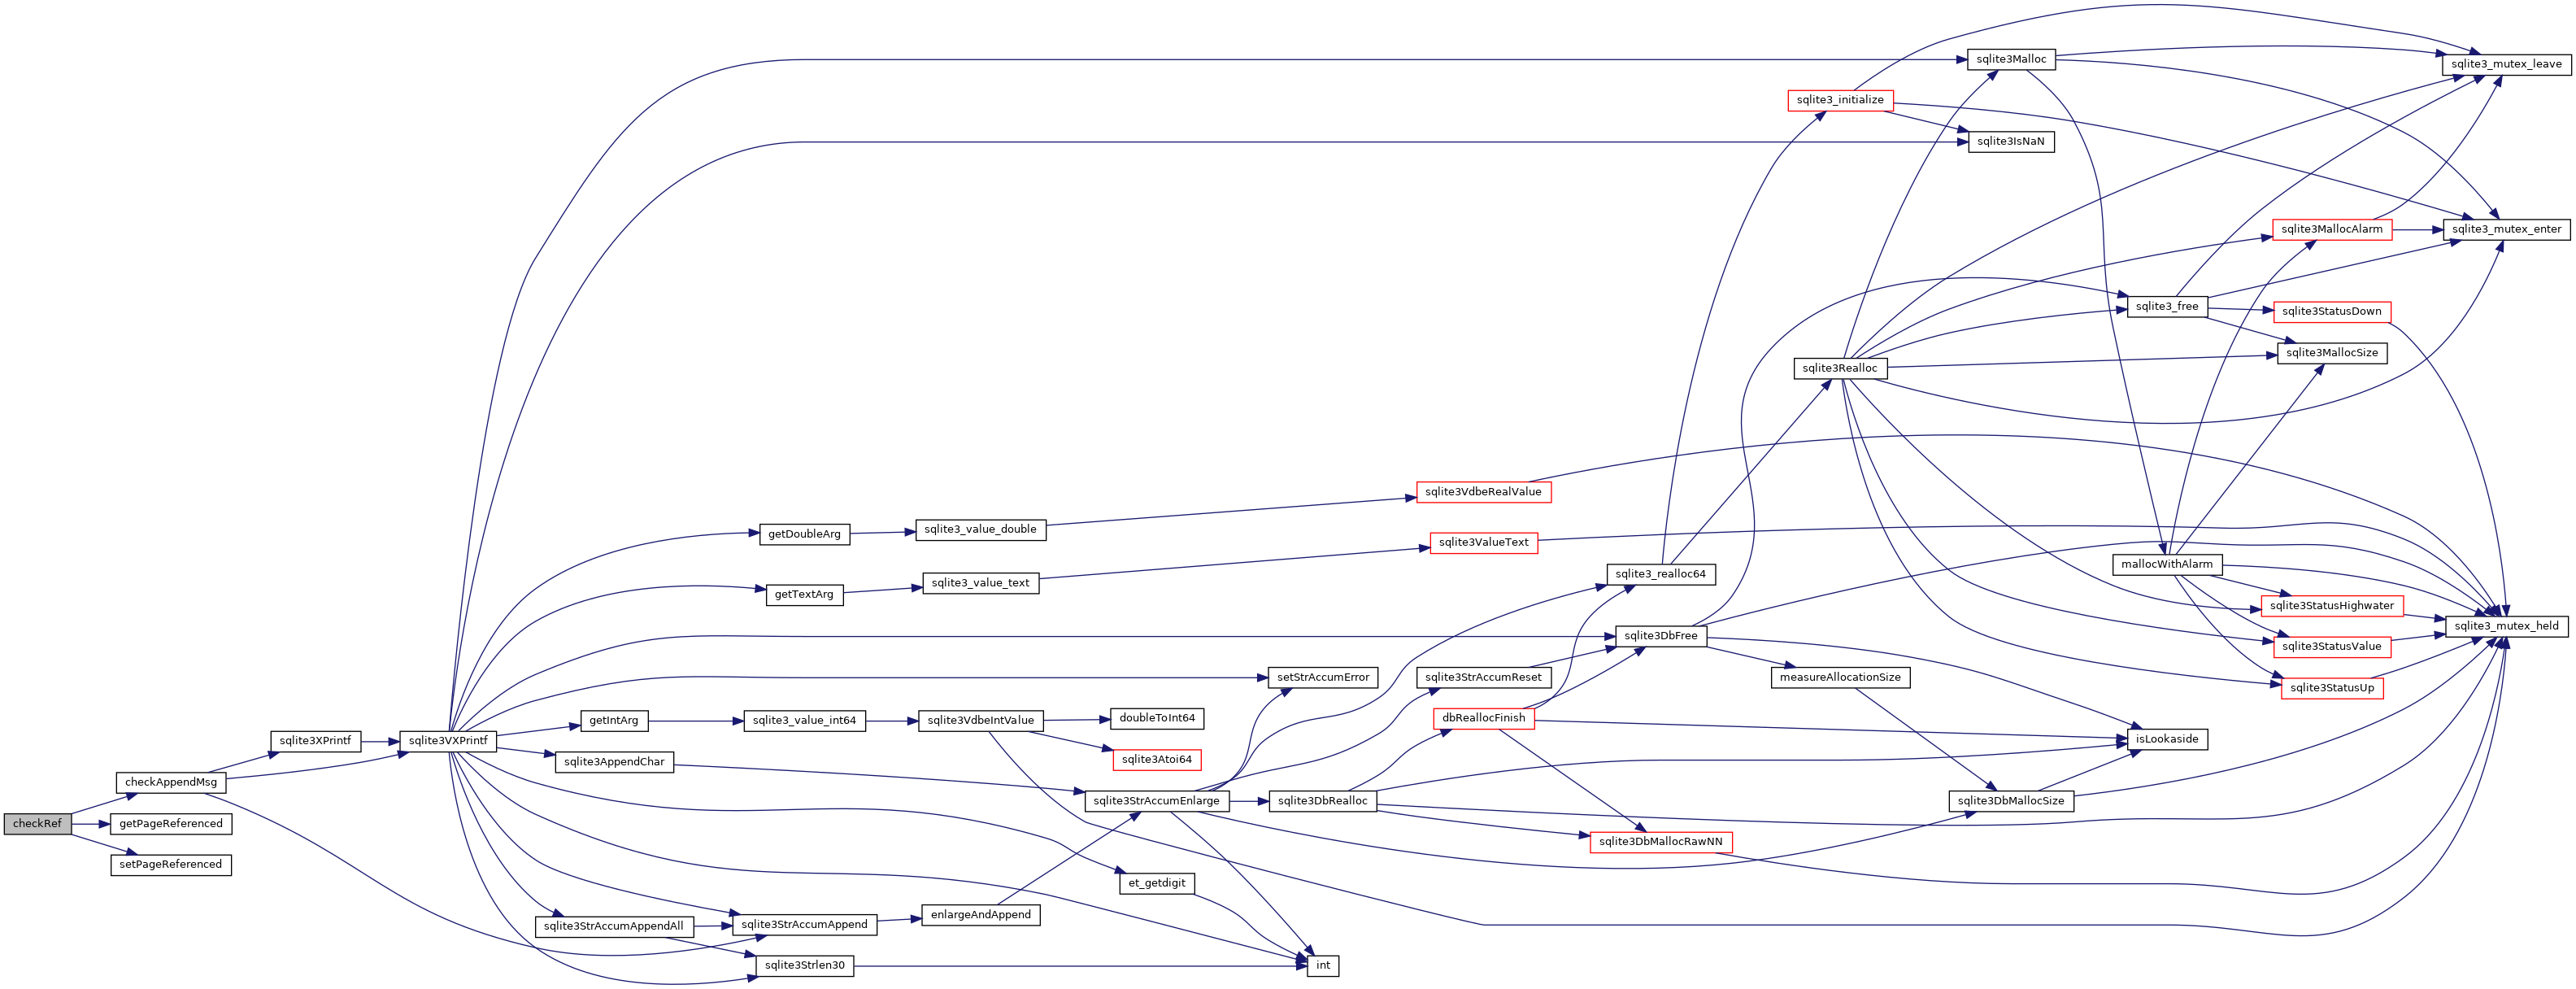 checkRef
checkAppendMsg
getPageReferenced
setPageReferenced
sqlite3XPrintf
sqlite3VXPrintf
sqlite3Malloc
sqlite3_mutex_leave
sqlite3_initialize
sqlite3IsNaN
sqlite3MallocAlarm
sqlite3_mutex_enter
sqlite3_free
sqlite3StatusDown
sqlite3MallocSize
sqlite3Realloc
sqlite3VdbeRealValue
getDoubleArg
sqlite3_value_double
sqlite3ValueText
getTextArg
sqlite3_value_text
sqlite3_realloc64
mallocWithAlarm
sqlite3StatusHighwater
sqlite3_mutex_held
sqlite3StatusValue
sqlite3StatusUp
sqlite3DbFree
measureAllocationSize
setStrAccumError
sqlite3StrAccumReset
getIntArg
sqlite3_value_int64
sqlite3VdbeIntValue
doubleToInt64
dbReallocFinish
isLookaside
sqlite3AppendChar
sqlite3Atoi64
sqlite3StrAccumEnlarge
sqlite3DbRealloc
sqlite3DbMallocSize
sqlite3DbMallocRawNN
et_getdigit
sqlite3StrAccumAppendAll
sqlite3StrAccumAppend
enlargeAndAppend
sqlite3Strlen30
int